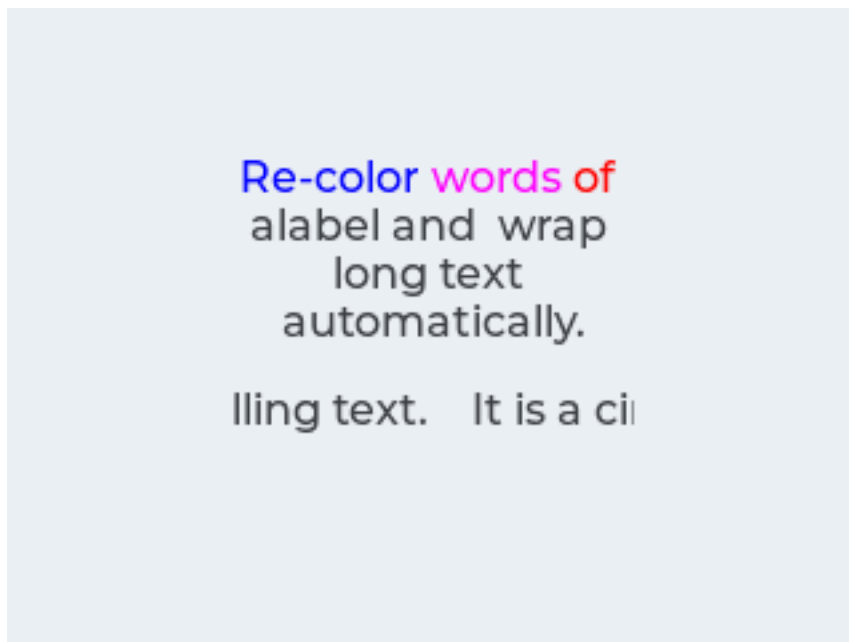 Re-color words of
alabel and  wrap
long text
automatically.
lling text.    It is a ci